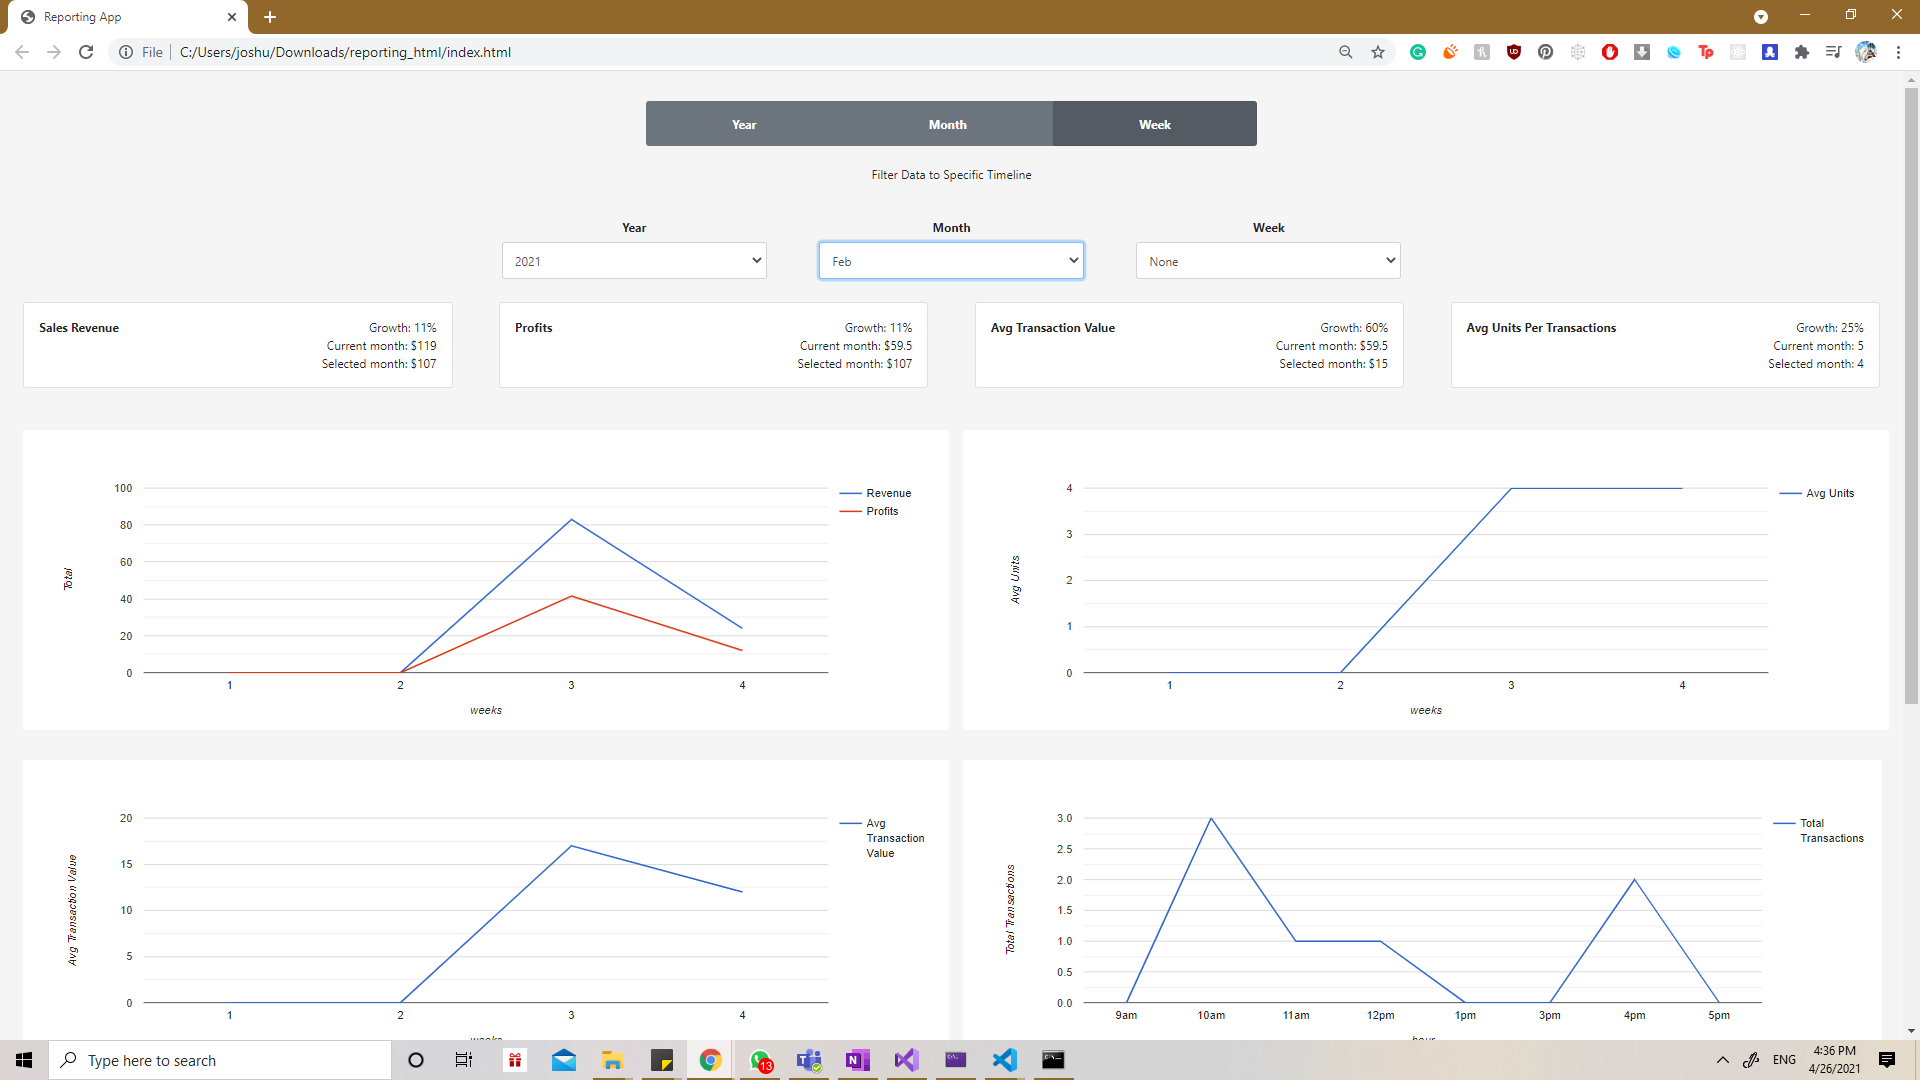 Reporting App
File
C:/Users/joshu/Downloads/reporting_html/index.html
Year
Month
Week
Filter Data to Specific Timeline
Year
Month
Week
2021
Feb
None
Sales Revenue
Growth: 11%
Current month: $119
Selected month: $107
Profits
Growth: 11%
Current month: $59.5
Selected month: $107
Avg Transaction Value
Growth: 60%
Current month: $59.5
Selected month: $15
Avg Units Per Transactions
Growth: 25%
Current month: 5
Selected month: 4
100
80
60
40
20
0
Total
1 2 3 4
weeks
Revenue
Profits
4
3
2
1
0
Avg Units
1 2 3 4
weeks
Avg Units
20
15
10
5
0
Avg Transaction Value
1 2 3 4
weeks
Avg
Transaction
Value
3.0
2.5
2.0
1.5
1.0
0.5
0.0
Total Transactions
9am 10am 11am 12pm 1pm 3pm 4pm 5pm
hour
Total
Transactions
Type here to search
13
ENG
4:36 PM
4/26/2021